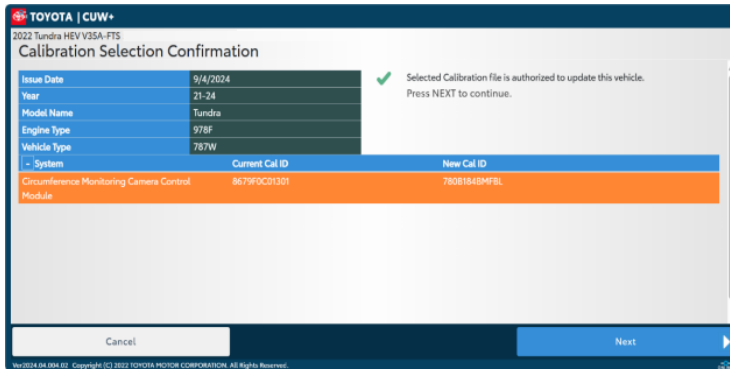 TOYOTA | CUW+
2022 Tundra HEV V35A-FTS
Calibration Selection Confirmation
Issue Date 9/4/2024
Year 21-24
Model Name Tundra
Engine Type 978F
Vehicle Type 787W
Selected Calibration file is authorized to update this vehicle.
Press NEXT to continue.
- System Current Cal ID New Cal ID
Circumference Monitoring Camera Control 8679F0C01301 780B184BMFBL
Module
Cancel Next
Ver2024.04.004.02 Copyright (C) 2022 TOYOTA MOTOR CORPORATION. All Rights Reserved.